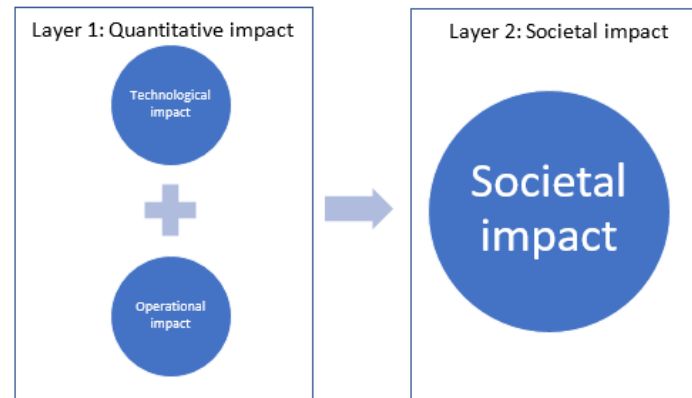 Layer 1: Quantitative impact
Technological
impact
Operational
impact
Layer 2: Societal impact
Societal
impact